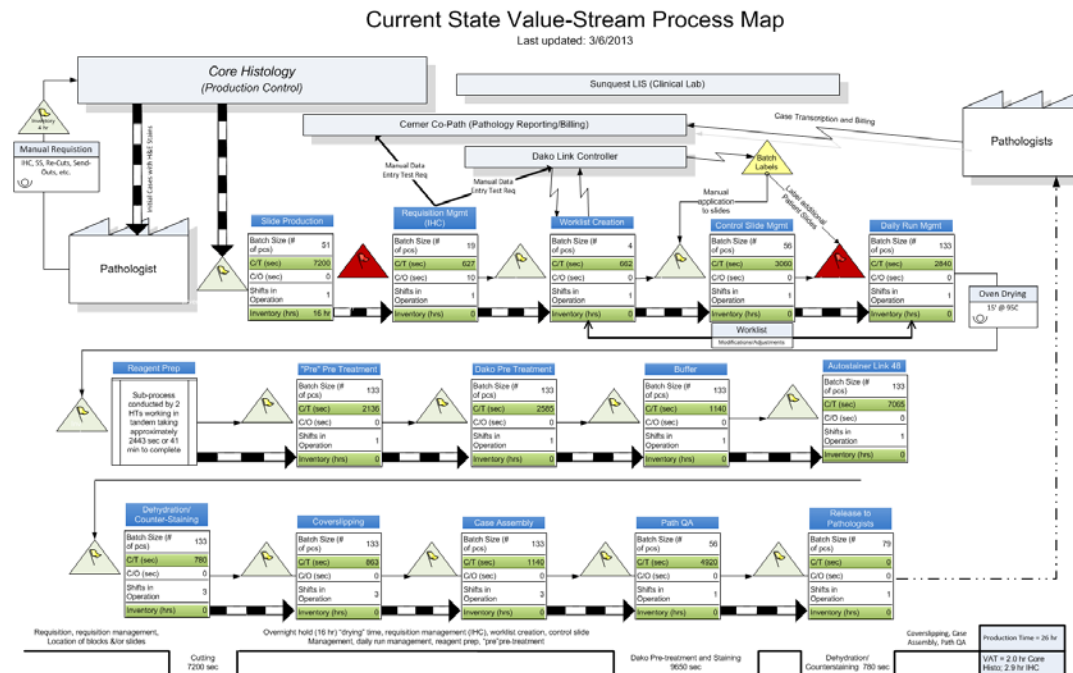 Current State Value-Stream Process Map
Last updated: 3/6/2013
Core Histology
(Production Control)
Sunquest LIS (Clinical Lab)
Inventory
4 hr
Cerner Co-Path (Pathology Reporting/Billing)
Case Transcription and Billing
Pathologists
Manual Requistion
IHC, SS, Re-Cuts, Send-
Outs, etc.
Initial Cases with H&E Stains
Dako Link Controller
Batch
Labels
Manual Data
Entry Test Req
Manual Data
Entry Test Req
Manual
application
to slides
Label additional
Patient Slides
Pathologist
Slide Production
Batch Size (#
of pcs) 51
C/T (sec) 7200
C/O (sec) 0
Shifts in
Operation 1
Inventory (hrs) 16 hr
Requisition Mgmt
(IHC)
Batch Size (#
of pcs) 19
C/T (sec) 627
C/O (sec) 10
Shifts in
Operation 1
Inventory (hrs) 0
Worklist Creation
Batch Size (#
of pcs) 4
C/T (sec) 662
C/O (sec) 0
Shifts in
Operation 1
Inventory (hrs) 0
Control Slide Mgmt
Batch Size (#
of pcs) 56
C/T (sec) 3060
C/O (sec) 0
Shifts in
Operation 1
Inventory (hrs) 0
Daily Run Mgmt
Batch Size (#
of pcs) 133
C/T (sec) 2840
C/O (sec) 0
Shifts in
Operation 1
Inventory (hrs) 0
Oven Drying
15' @ 95C
Worklist
Modifications/Adjustments
Reagent Prep
Sub-process
conducted by 2
HTs working in
tandem taking
approximately
2443 sec or 41
min to complete
"Pre" Pre Treatment
Batch Size (#
of pcs) 133
C/T (sec) 2136
C/O (sec) 0
Shifts in
Operation 1
Inventory (hrs) 0
Dako Pre Treatment
Batch Size (#
of pcs) 133
C/T (sec) 2585
C/O (sec) 0
Shifts in
Operation 1
Inventory (hrs) 0
Buffer
Batch Size (#
of pcs) 133
C/T (sec) 1140
C/O (sec) 0
Shifts in
Operation 1
Inventory (hrs) 0
Autostainer Link 48
Batch Size (#
of pcs) 133
C/T (sec) 7065
C/O (sec) 0
Shifts in
Operation 1
Inventory (hrs) 0
Dehydration/
Counter-Staining
Batch Size (#
of pcs) 133
C/T (sec) 780
C/O (sec) 0
Shifts in
Operation 3
Inventory (hrs) 0
Coverslipping
Batch Size (#
of pcs) 133
C/T (sec) 863
C/O (sec) 0
Shifts in
Operation 3
Inventory (hrs) 0
Case Assembly
Batch Size (#
of pcs) 133
C/T (sec) 1140
C/O (sec) 0
Shifts in
Operation 3
Inventory (hrs) 0
Path QA
Batch Size (#
of pcs) 56
C/T (sec) 4920
C/O (sec) 0
Shifts in
Operation 1
Inventory (hrs) 0
Release to
Pathologists
Batch Size (#
of pcs) 79
C/T (sec) 0
C/O (sec) 0
Shifts in
Operation 1
Inventory (hrs) 0
Requisition, requisition management,
Location of blocks &/or slides
Cutting
7200 sec
Overnight hold (16 hr) "drying" time, requisition management (IHC), worklist creation, control slide
Management, daily run management, reagent prep, "pre"pre-treatment
Dako Pre-treatment and Staining
9650 sec
Dehydration/
Counterstaining 780 sec
Coverslipping, Case
Assembly, Path QA
Production Time = 26 hr
VAT = 2.0 hr Core
Histo; 2.9 hr IHC